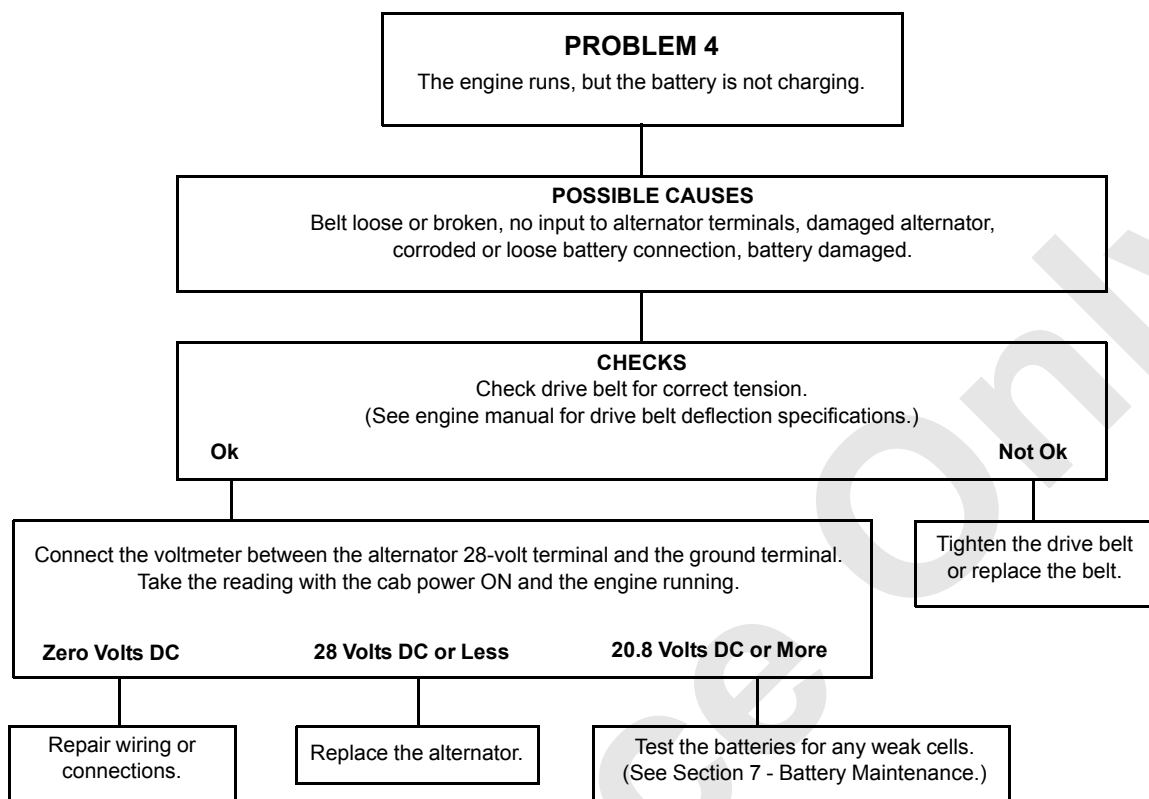 PROBLEM 4
The engine runs, but the battery is not charging.
POSSIBLE CAUSES
Belt loose or broken, no input to alternator terminals, damaged alternator,
corroded or loose battery connection, battery damaged.
CHECKS
Check drive belt for correct tension.
(See engine manual for drive belt deflection specifications.)
Ok
Not Ok
Connect the voltmeter between the alternator 28-volt terminal and the ground terminal.
Take the reading with the cab power ON and the engine running.
Zero Volts DC
28 Volts DC or Less
20.8 Volts DC or More
Tighten the drive belt
or replace the belt.
Repair wiring or
connections.
Replace the alternator.
Test the batteries for any weak cells.
(See Section 7 - Battery Maintenance.)
Only